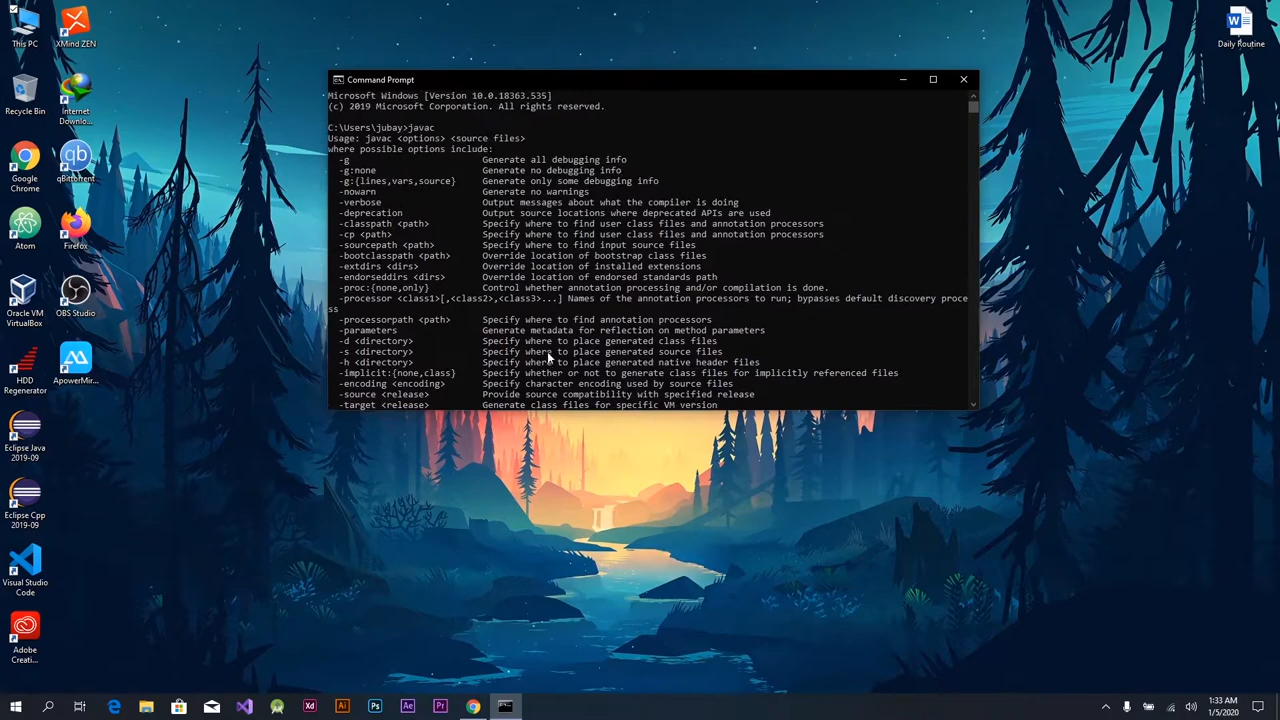 This PC
XMind ZEN
Recycle Bin
Internet
Downlo...
Google
Chrome
qBittorrent
Atom
Firefox
Oracle VM
VirtualBox
OBS Studio
HDD
Regenerator
ApowerMir...
Eclipse Java
2019-09
Eclipse Cpp
2019-09
Visual Studio
Code
Adobe
Creati...
Daily Routine
Command Prompt
Microsoft Windows [Version 10.0.18363.535]
(c) 2019 Microsoft Corporation. All rights reserved.
C:\Users\jubay>javac
Usage: javac <options> <source files>
where possible options include:
-g Generate all debugging info
-g:none Generate no debugging info
-g:{lines,vars,source} Generate only some debugging info
-nowarn Generate no warnings
-verbose Output messages about what the compiler is doing
-deprecation Output source locations where deprecated APIs are used
-classpath <path> Specify where to find user class files and annotation processors
-cp <path> Specify where to find user class files and annotation processors
-sourcepath <path> Specify where to find input source files
-bootclasspath <path> Override location of bootstrap class files
-extdirs <dirs> Override location of installed extensions
-endorseddirs <dirs> Override location of endorsed standards path
-proc:{none,only} Control whether annotation processing and/or compilation is done.
-processor <class1>[,<class2>,<class3>...] Names of the annotation processors to run; bypasses default discovery proce
ss
-processorpath <path> Specify where to find annotation processors
-parameters Generate metadata for reflection on method parameters
-d <directory> Specify where to place generated class files
-s <directory> Specify where to place generated source files
-h <directory> Specify where to place generated native header files
-implicit:{none,class} Specify whether or not to generate class files for implicitly referenced files
-encoding <encoding> Specify character encoding used by source files
-source <release> Provide source compatibility with specified release
-target <release> Generate class files for specific VM version
Xd
Ai
Ps
Ae
Pr
1:33 AM
1/5/2020